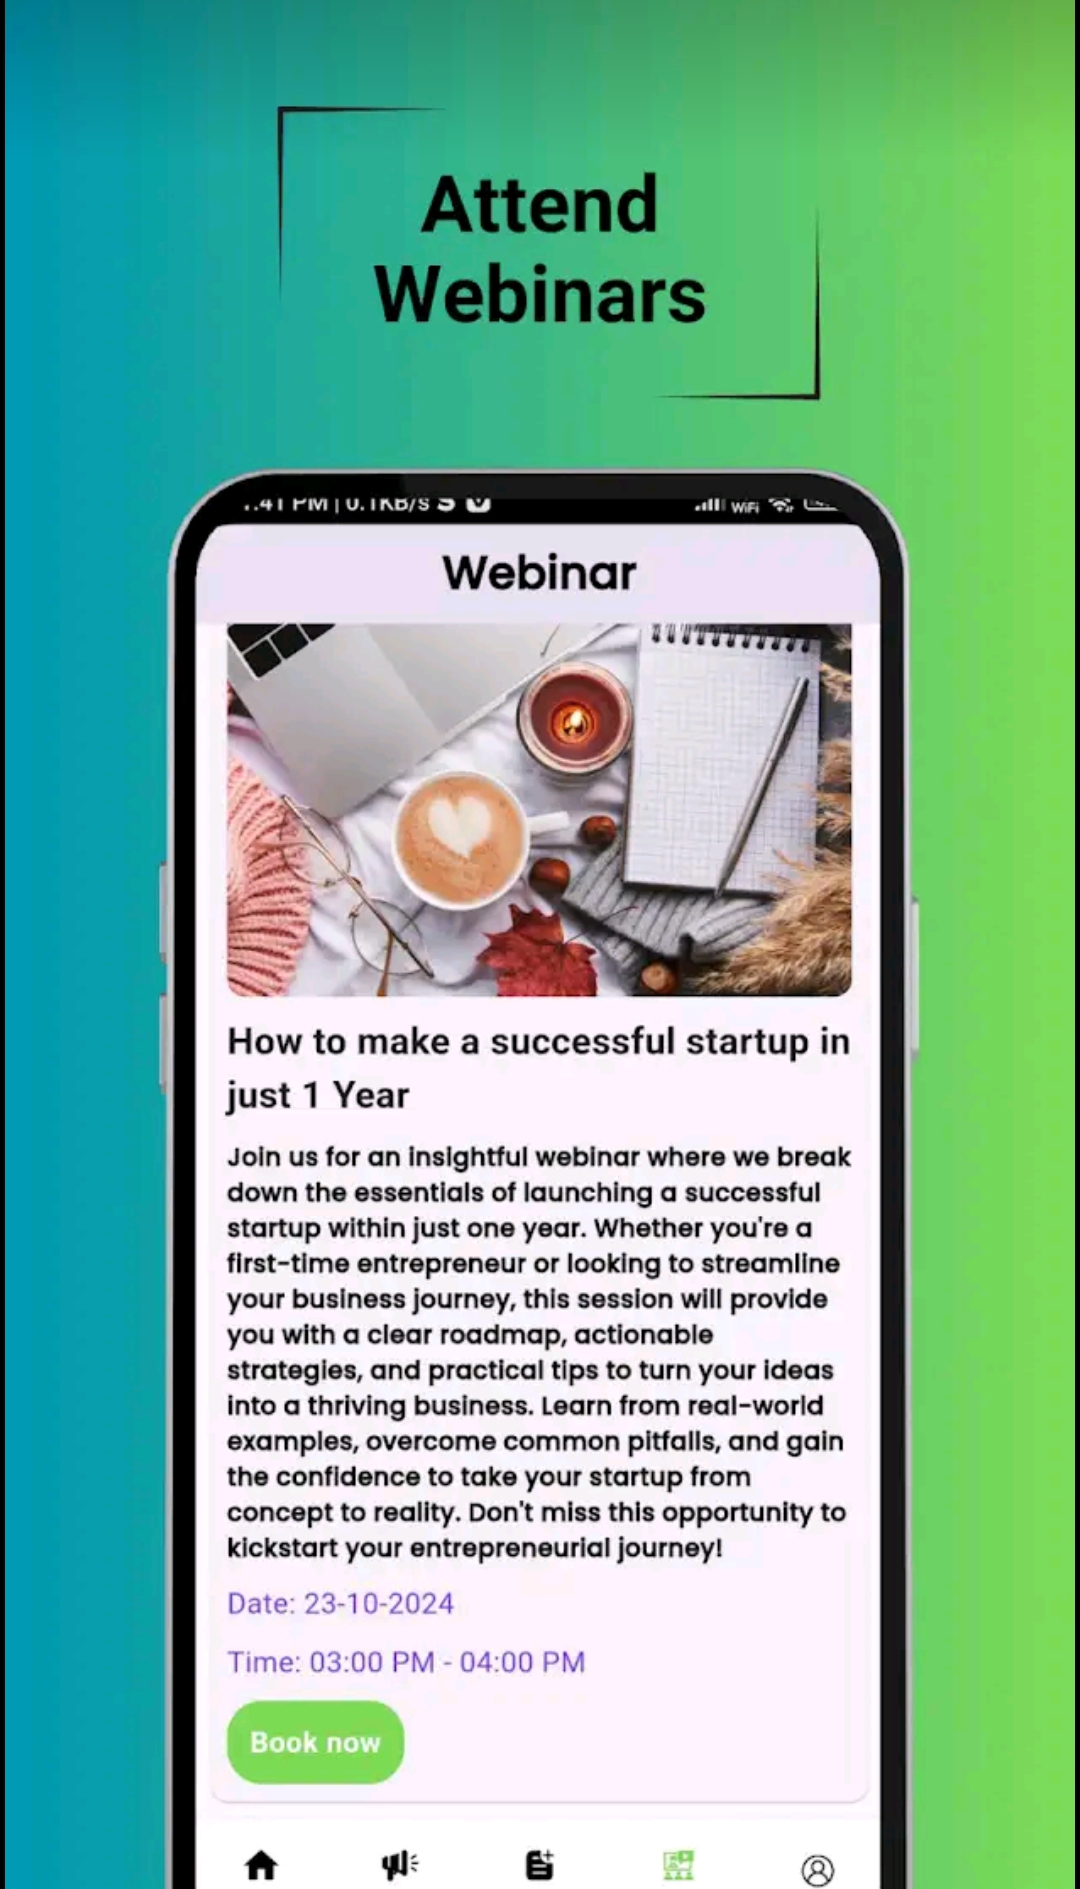 Attend
Webinars
41 PM | 0.1KB/s
WiFi
Webinar
How to make a successful startup in
just 1 Year
Join us for an insightful webinar where we break
down the essentials of launching a successful
startup within just one year. Whether you're a
first-time entrepreneur or looking to streamline
your business journey, this session will provide
you with a clear roadmap, actionable
strategies, and practical tips to turn your ideas
into a thriving business. Learn from real-world
examples, overcome common pitfalls, and gain
the confidence to take your startup from
concept to reality. Don't miss this opportunity to
kickstart your entrepreneurial journey!
Date: 23-10-2024
Time: 03:00 PM - 04:00 PM
Book now